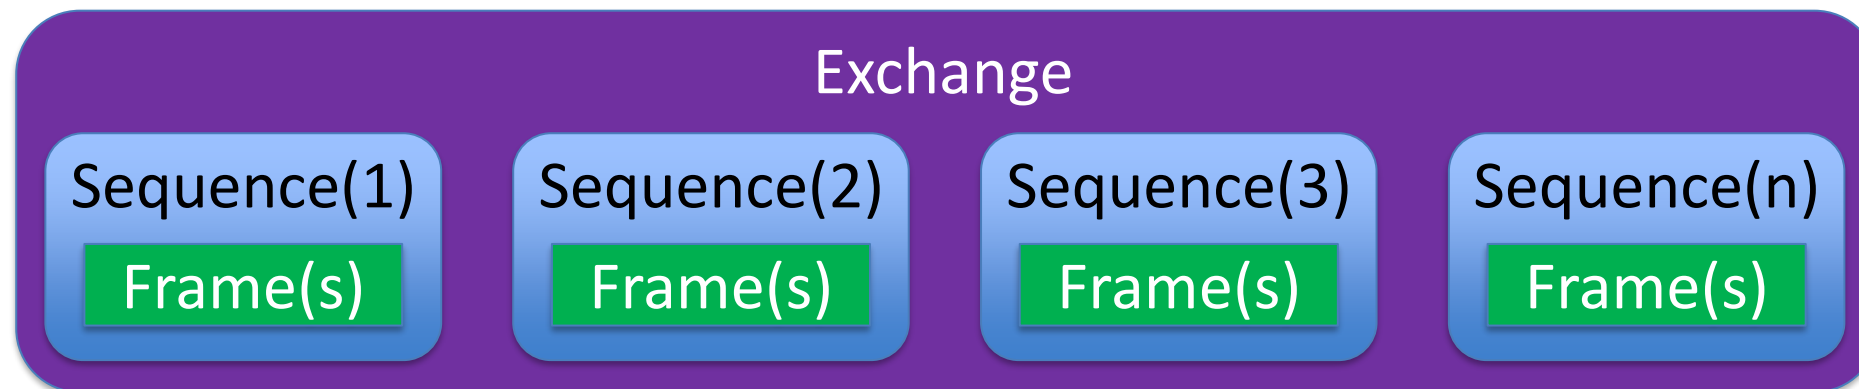 Exchange
Sequence(1) Sequence(2) Sequence(3) Sequence(n)
Frame(s) Frame(s) Frame(s) Frame(s)